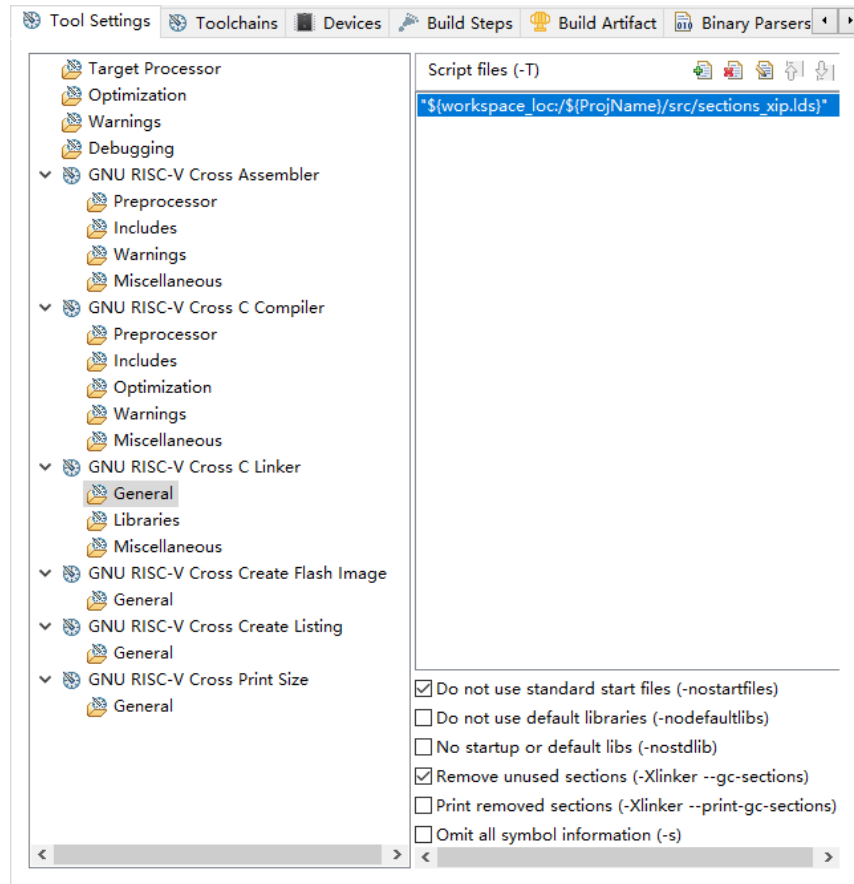 Tool Settings
Toolchains
Devices
Build Steps
Build Artifact
Binary Parsers
Target Processor
Optimization
Warnings
Debugging
GNU RISC-V Cross Assembler
Preprocessor
Includes
Warnings
Miscellaneous
GNU RISC-V Cross C Compiler
Preprocessor
Includes
Optimization
Warnings
Miscellaneous
GNU RISC-V Cross C Linker
General
Libraries
Miscellaneous
GNU RISC-V Cross Create Flash Image
General
GNU RISC-V Cross Create Listing
General
GNU RISC-V Cross Print Size
General
Script files (-T)
"${workspace_loc:/${ProjName}/src/sections_xip.lds}"
Do not use standard start files (-nostartfiles)
Do not use default libraries (-nodefaultlibs)
No startup or default libs (-nostdlib)
Remove unused sections (-Xlinker --gc-sections)
Print removed sections (-Xlinker --print-gc-sections)
Omit all symbol information (-s)